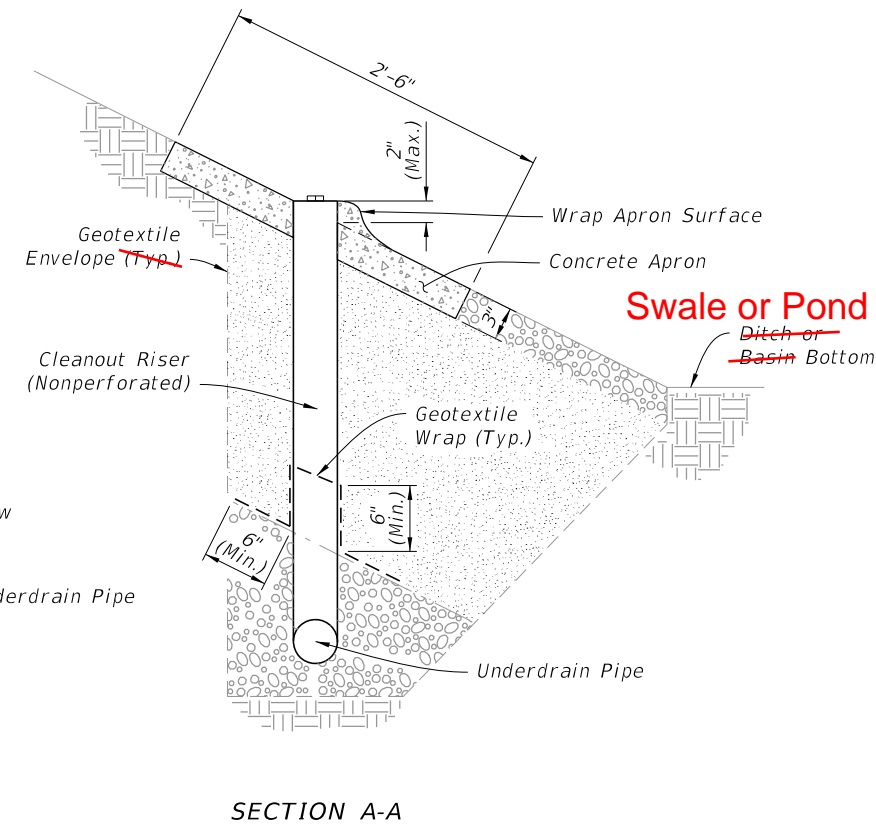 2'-6"
2"
(Max.)
Wrap Apron Surface
Geotextile
Envelope (Typ.)
Concrete Apron
Swale or Pond
3"
Ditch or
Basin Bottom
Cleanout Riser
(Nonperforated)
Geotextile
Wrap (Typ.)
6"
(Min.)
6"
(Min.)
Pipe
Underdrain Pipe
SECTION A-A